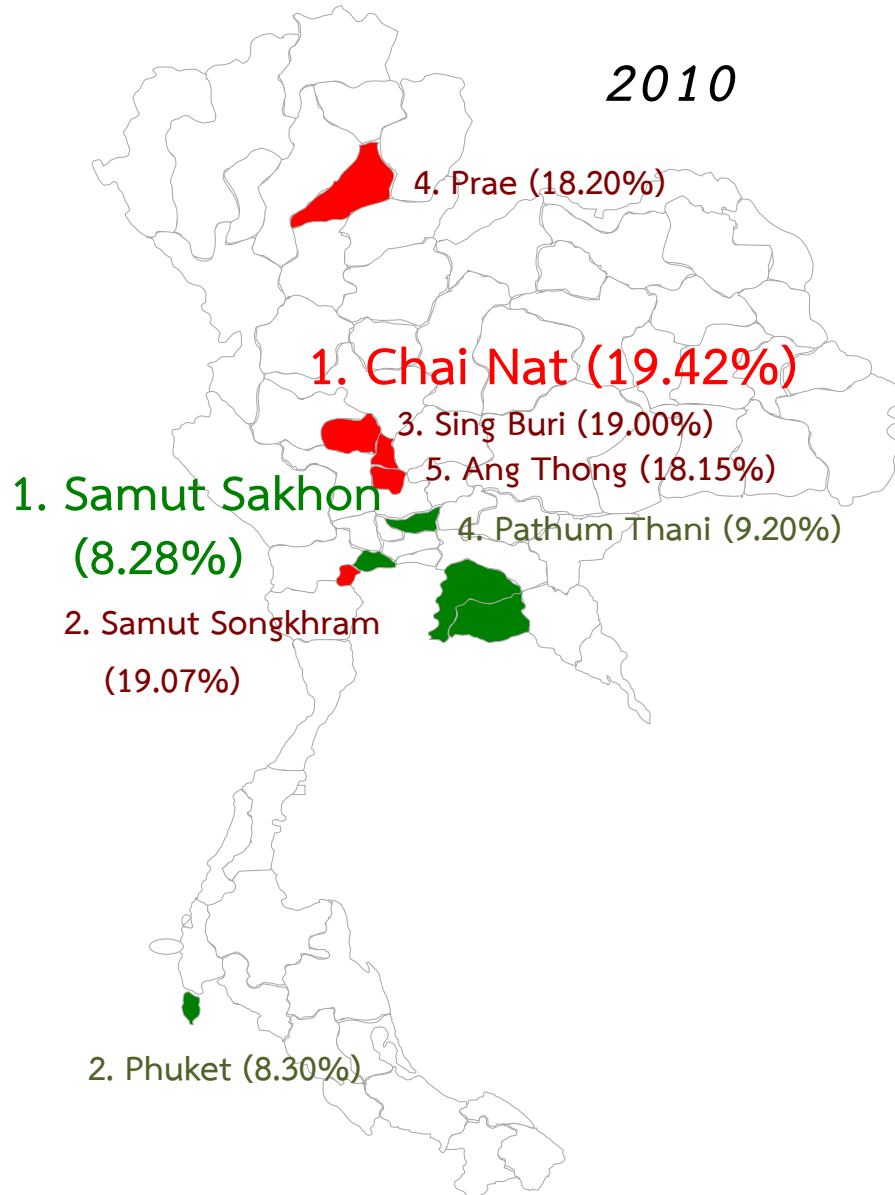 2010
4. Prae (18.20%)
1. Chai Nat (19.42%)
3. Sing Buri (19.00%)
5. Ang Thong (18.15%)
1. Samut Sakhon
(8.28%)
4. Pathum Thani (9.20%)
2. Samut Songkhram
(19.07%)
2. Phuket (8.30%)